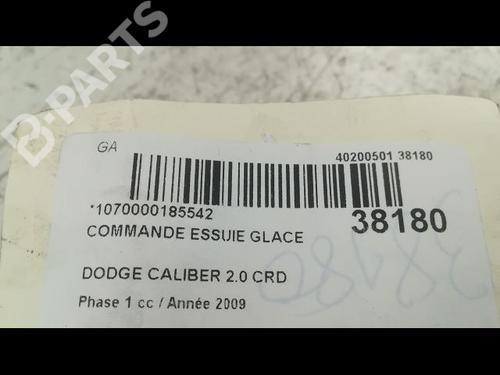 B-PARTS
GA
40200501 38180
*1070000185542
38180
COMMANDE ESSUIE GLACE
DODGE CALIBER 2.0 CRD
38180
Phase 1 cc / Année 2009